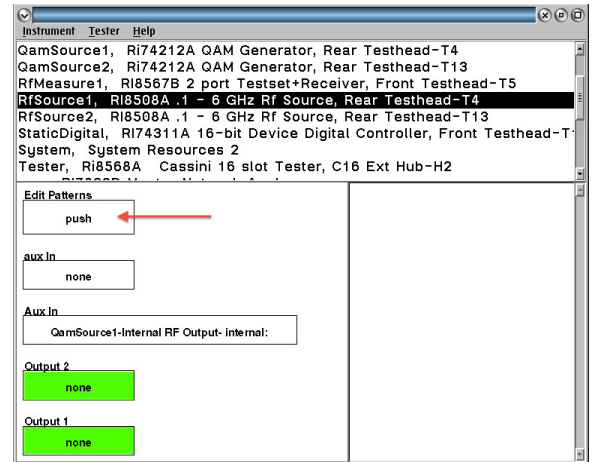 Instrument Tester Help
QamSource1, Ri74212A QAM Generator, Rear Testhead-T4
QamSource2, Ri74212A QAM Generator, Rear Testhead-T13
RfMeasure1, RI8567B 2 port Testset+Receiver, Front Testhead-T5
RfSource1, RI8508A .1 - 6 GHz Rf Source, Rear Testhead-T4
RfSource2, RI8508A .1 - 6 GHz Rf Source, Rear Testhead-T13
StaticDigital, RI74311A 16-bit Device Digital Controller, Front Testhead-T
System, System Resources 2
Tester, Ri8568A Cassini 16 slot Tester, C16 Ext Hub-H2
Edit Patterns
push
aux In
none
Aux In
QamSource1-Internal RF Output- internal:
Output 2
none
Output 1
none